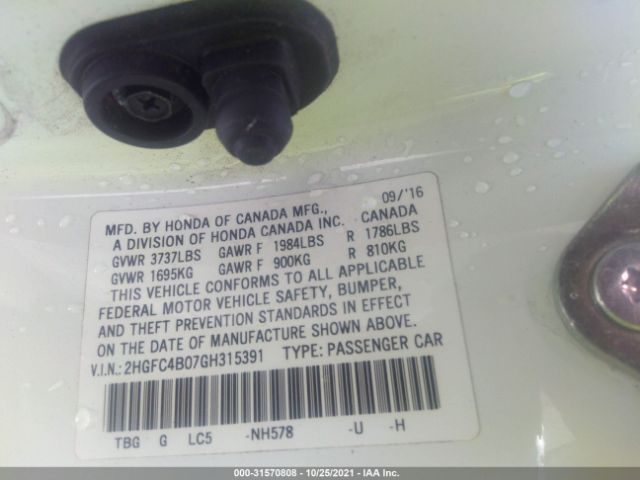 MFD. BY HONDA OF CANADA MFG., 09/'16
A DIVISION OF HONDA CANADA INC. CANADA
GVWR 3737LBS GAWR F 1984LBS R 1786LBS
GVWR 1695KG GAWR F 900KG R 810KG
THIS VEHICLE CONFORMS TO ALL APPLICABLE
FEDERAL MOTOR VEHICLE SAFETY, BUMPER,
AND THEFT PREVENTION STANDARDS IN EFFECT
ON THE DATE OF MANUFACTURE SHOWN ABOVE.
V.I.N.: 2HGFC4B07GH315391 TYPE: PASSENGER CAR
TBG G LC5 -NH578 -U -H
000-31570808 - 10/25/2021 - IAA Inc.